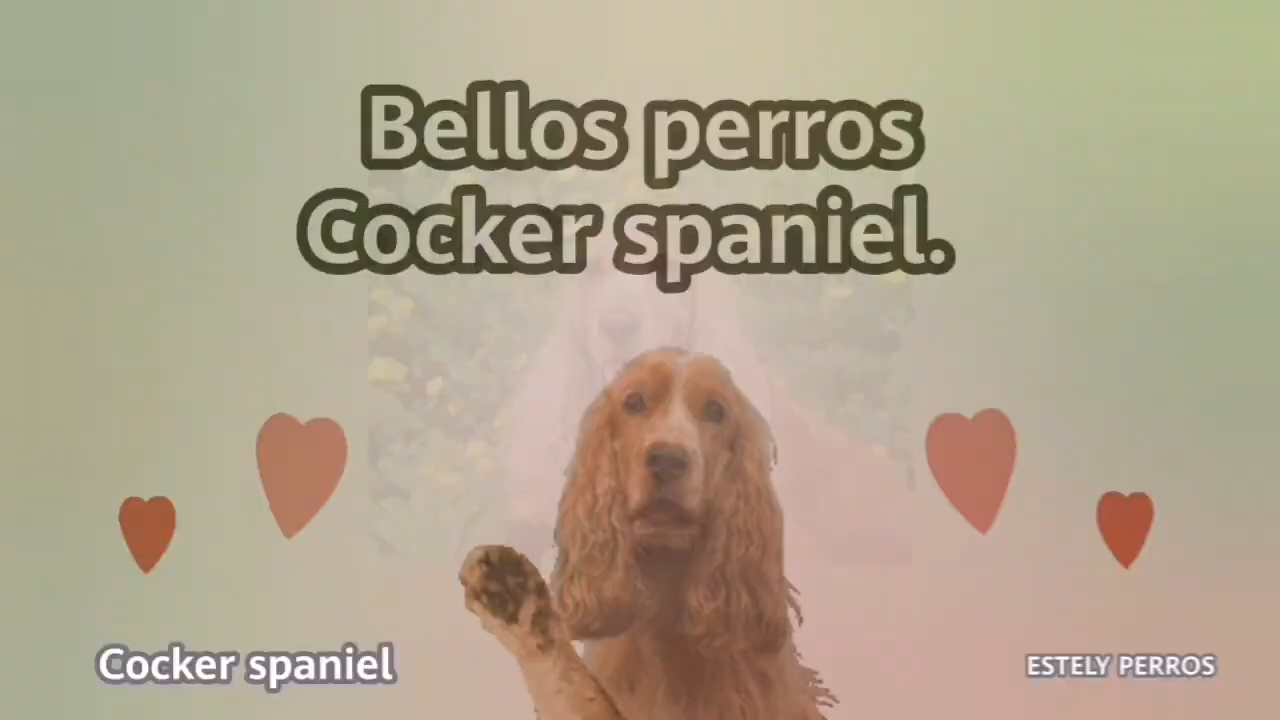 Bellos perros
Cocker spaniel.
Cocker spaniel
ESTELY PERROS